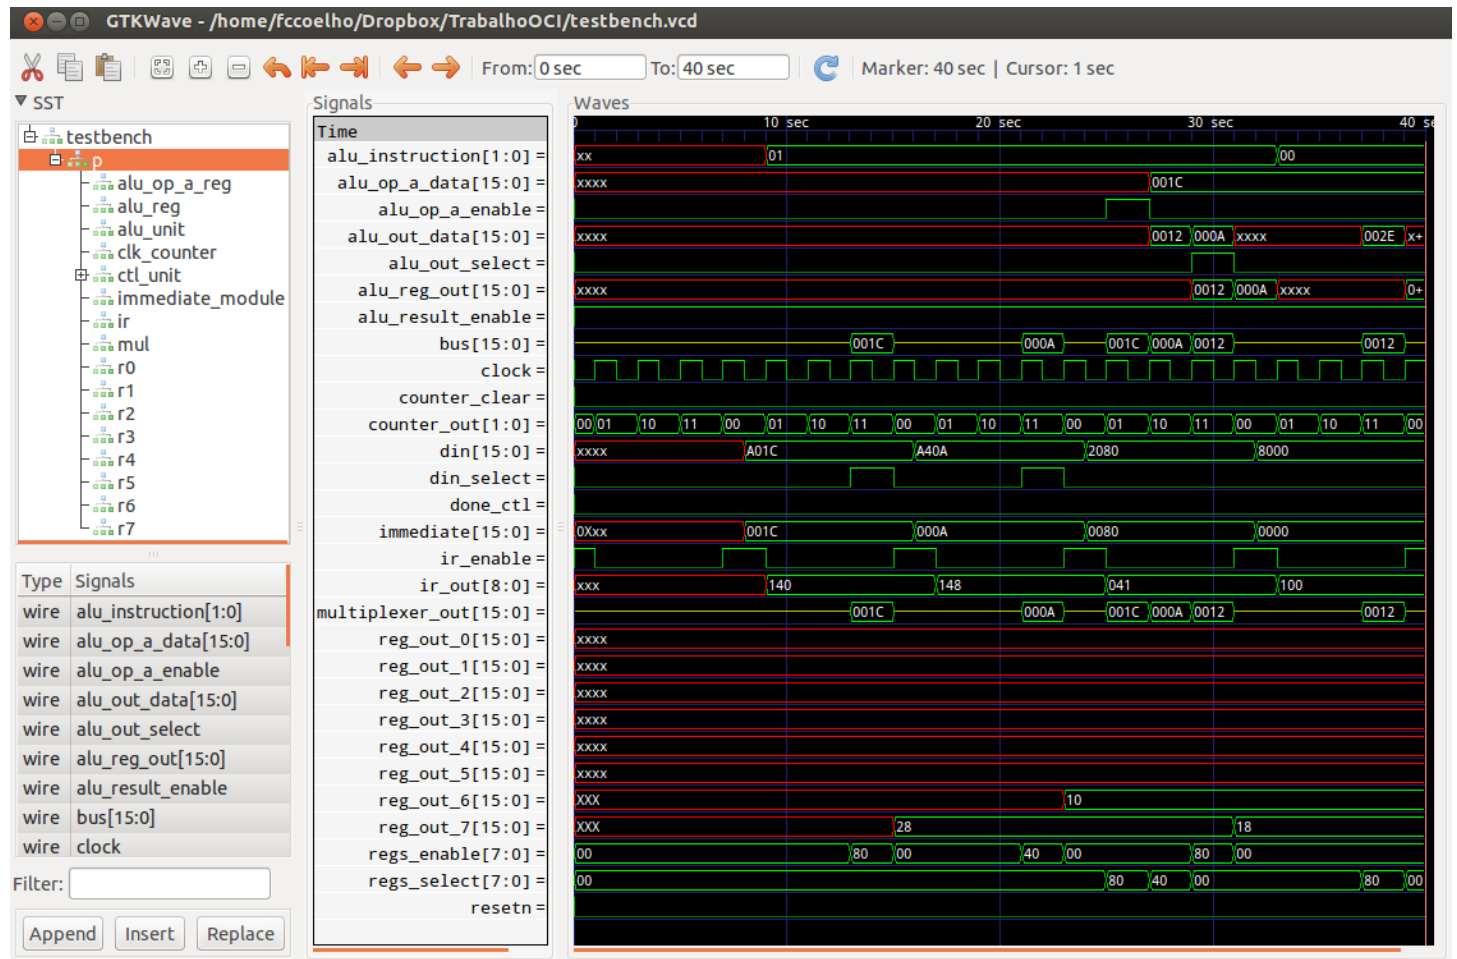 GTKWave - /home/fccoelho/Dropbox/TrabalhoOCI/testbench.vcd
From: 0 sec To: 40 sec Marker: 40 sec | Cursor: 1 sec
SST
testbench
p
alu_op_a_reg
alu_reg
alu_unit
clk_counter
ctl_unit
immediate_module
ir
mul
r0
r1
r2
r3
r4
r5
r6
r7
Type Signals
wire alu_instruction[1:0]
wire alu_op_a_data[15:0]
wire alu_op_a_enable
wire alu_out_data[15:0]
wire alu_out_select
wire alu_reg_out[15:0]
wire alu_result_enable
wire bus[15:0]
wire clock
Filter:
Append Insert Replace
Signals Waves
Time 0 10 sec 20 sec 30 sec 40 se
alu_instruction[1:0] = xx 01 00
alu_op_a_data[15:0] = xxxx 001C
alu_op_a_enable =
alu_out_data[15:0] = xxxx 0012 000A xxxx 002E x+
alu_out_select =
alu_reg_out[15:0] = xxxx 0012 000A xxxx 0+
alu_result_enable =
bus[15:0] = 001C 000A 001C 000A 0012 0012
clock =
counter_clear =
counter_out[1:0] = 00 01 10 11 00 01 10 11 00 01 10 11 00 01 10 11 00 01 10 11 00
din[15:0] = xxxx A01C A40A 2080 8000
din_select =
done_ctl =
immediate[15:0] = 0Xxx 001C 000A 0080 0000
ir_enable =
ir_out[8:0] = xxx 140 148 041 100
multiplexer_out[15:0] = 001C 000A 001C 000A 0012 0012
reg_out_0[15:0] = xxxx
reg_out_1[15:0] = xxxx
reg_out_2[15:0] = xxxx
reg_out_3[15:0] = xxxx
reg_out_4[15:0] = xxxx
reg_out_5[15:0] = xxxx
reg_out_6[15:0] = XXX 10
reg_out_7[15:0] = XXX 28 18
regs_enable[7:0] = 00 80 00 40 00 80 00
regs_select[7:0] = 00 80 40 00 80 00
resetn =